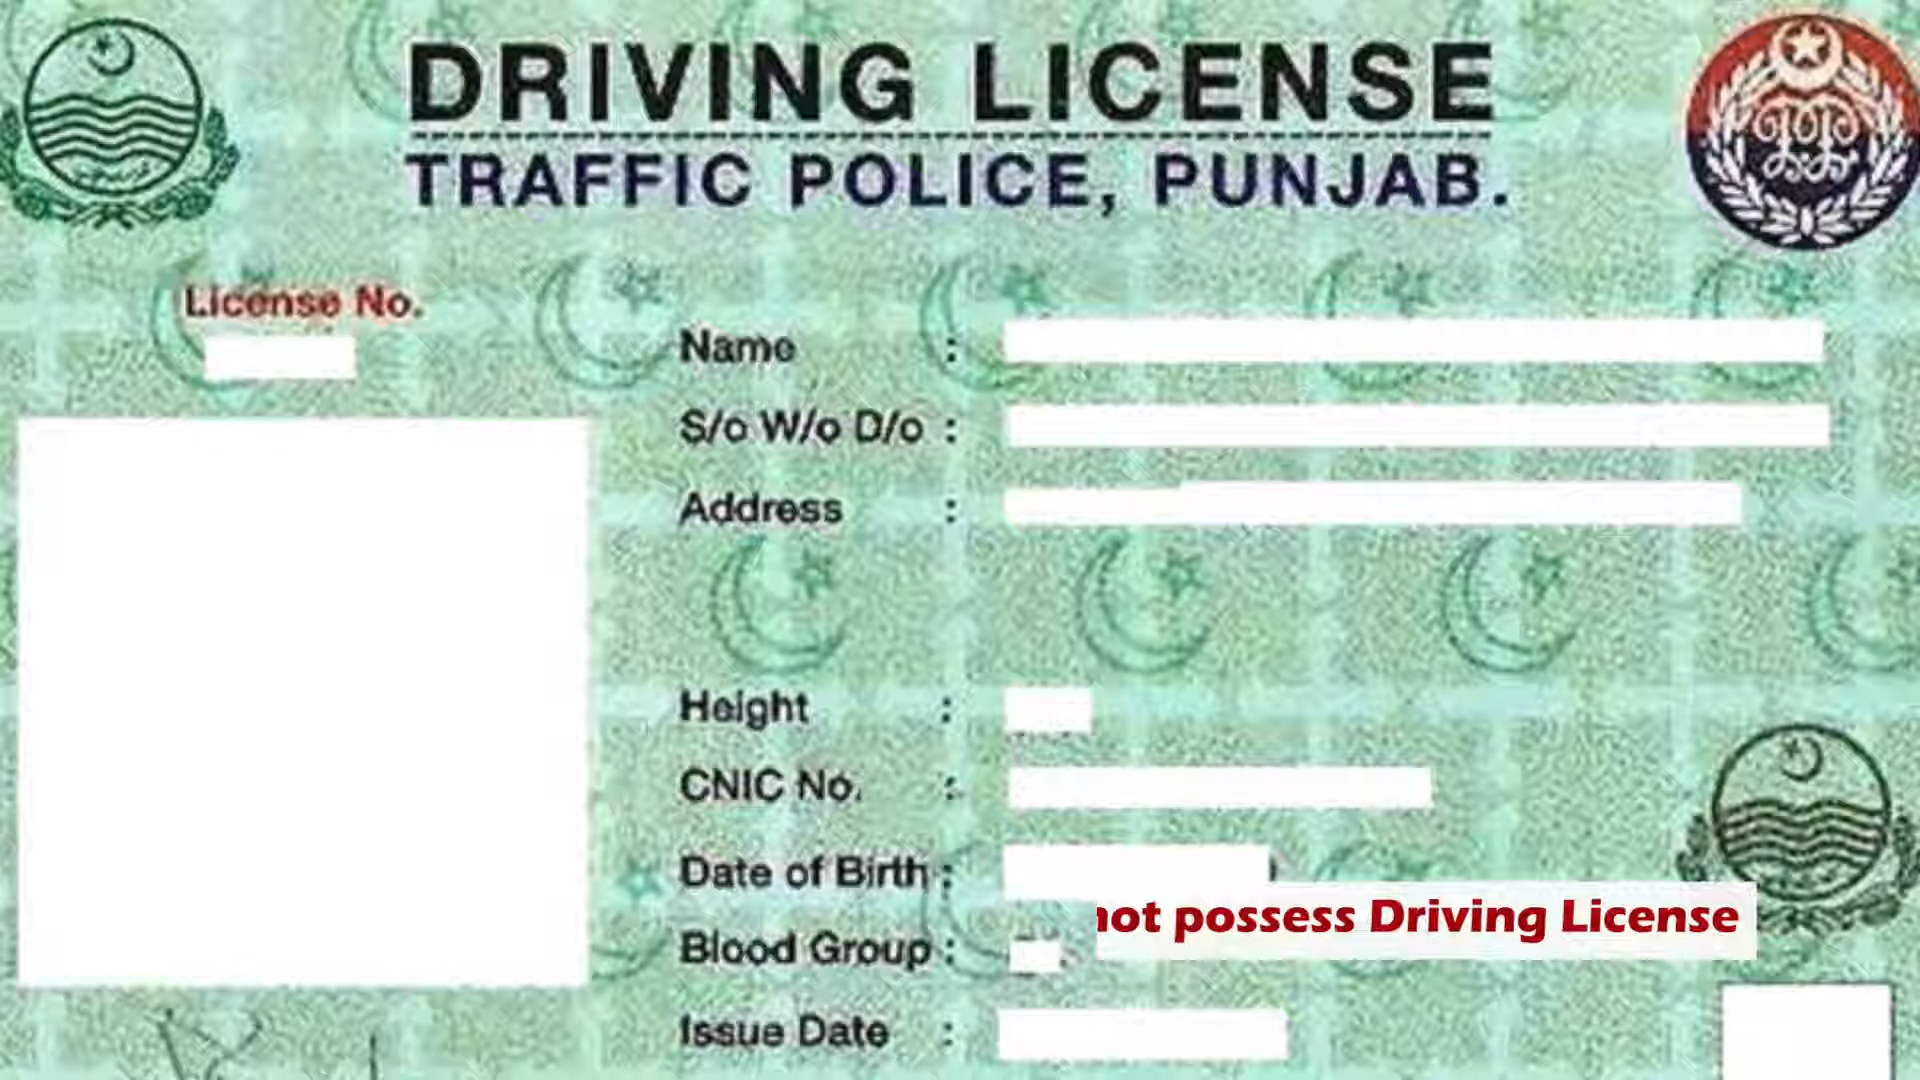 DRIVING LICENSE
TRAFFIC POLICE, PUNJAB.
License No.
Name :
S/o W/o D/o :
Address :
Height :
CNIC No. :
Date of Birth :
not possess Driving License
Blood Group :
Issue Date :